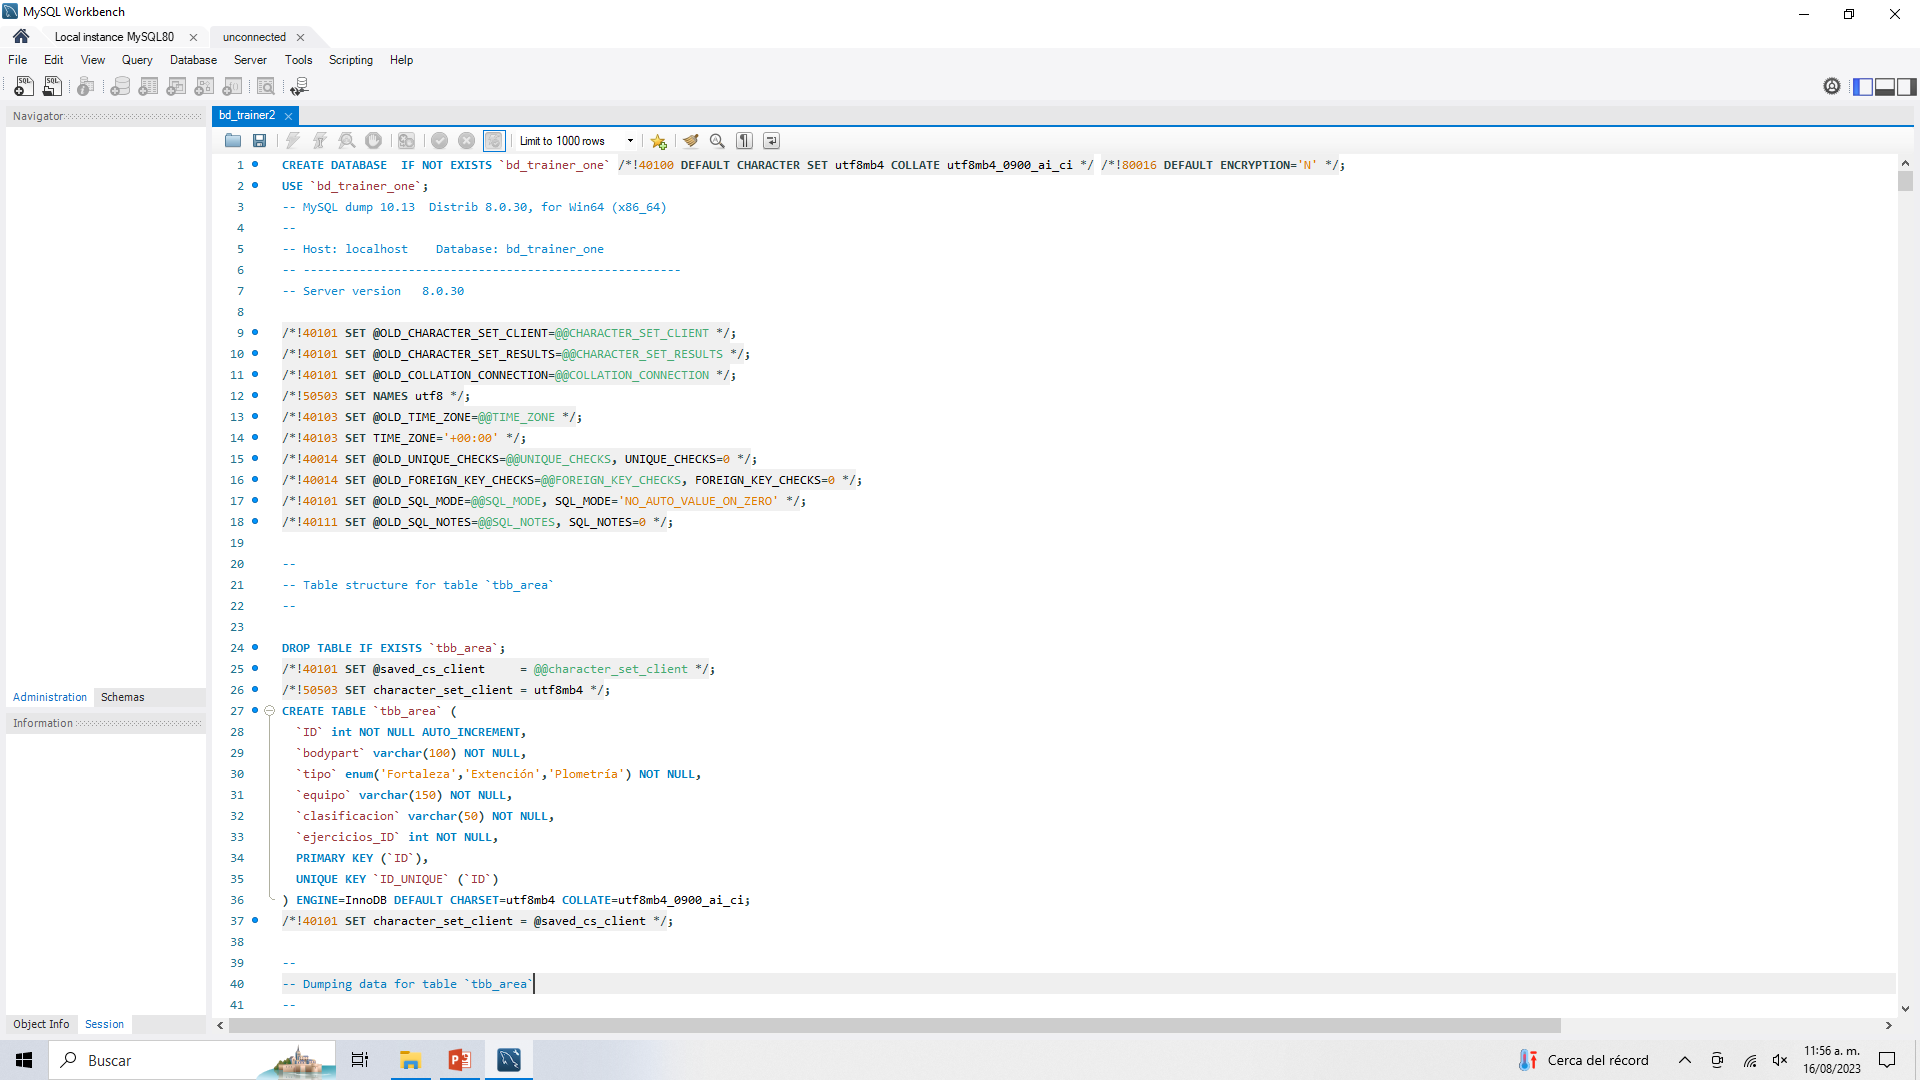 MySQL Workbench
Local instance MySQL80
unconnected
File Edit View Query Database Server Tools Scripting Help
Navigator
bd_trainer2
Limit to 1000 rows
1 CREATE DATABASE  IF NOT EXISTS `bd_trainer_one` /*!40100 DEFAULT CHARACTER SET utf8mb4 COLLATE utf8mb4_0900_ai_ci */ /*!80016 DEFAULT ENCRYPTION='N' */;
2 USE `bd_trainer_one`;
3 -- MySQL dump 10.13  Distrib 8.0.30, for Win64 (x86_64)
4 --
5 -- Host: localhost    Database: bd_trainer_one
6 -- ------------------------------------------------------
7 -- Server version	8.0.30
8
9 /*!40101 SET @OLD_CHARACTER_SET_CLIENT=@@CHARACTER_SET_CLIENT */;
10 /*!40101 SET @OLD_CHARACTER_SET_RESULTS=@@CHARACTER_SET_RESULTS */;
11 /*!40101 SET @OLD_COLLATION_CONNECTION=@@COLLATION_CONNECTION */;
12 /*!50503 SET NAMES utf8 */;
13 /*!40103 SET @OLD_TIME_ZONE=@@TIME_ZONE */;
14 /*!40103 SET TIME_ZONE='+00:00' */;
15 /*!40014 SET @OLD_UNIQUE_CHECKS=@@UNIQUE_CHECKS, UNIQUE_CHECKS=0 */;
16 /*!40014 SET @OLD_FOREIGN_KEY_CHECKS=@@FOREIGN_KEY_CHECKS, FOREIGN_KEY_CHECKS=0 */;
17 /*!40101 SET @OLD_SQL_MODE=@@SQL_MODE, SQL_MODE='NO_AUTO_VALUE_ON_ZERO' */;
18 /*!40111 SET @OLD_SQL_NOTES=@@SQL_NOTES, SQL_NOTES=0 */;
19
20 --
21 -- Table structure for table `tbb_area`
22 --
23
24 DROP TABLE IF EXISTS `tbb_area`;
25 /*!40101 SET @saved_cs_client     = @@character_set_client */;
26 /*!50503 SET character_set_client = utf8mb4 */;
27 CREATE TABLE `tbb_area` (
28 `ID` int NOT NULL AUTO_INCREMENT,
29 `bodypart` varchar(100) NOT NULL,
30 `tipo` enum('Fortaleza','Extención','Plometría') NOT NULL,
31 `equipo` varchar(150) NOT NULL,
32 `clasificacion` varchar(50) NOT NULL,
33 `ejercicios_ID` int NOT NULL,
34 PRIMARY KEY (`ID`),
35 UNIQUE KEY `ID_UNIQUE` (`ID`)
36 ) ENGINE=InnoDB DEFAULT CHARSET=utf8mb4 COLLATE=utf8mb4_0900_ai_ci;
37 /*!40101 SET character_set_client = @saved_cs_client */;
38
39 --
40 -- Dumping data for table `tbb_area`
41 --
Administration Schemas
Information
Object Info Session
Buscar
Cerca del récord
11:56 a. m.
16/08/2023